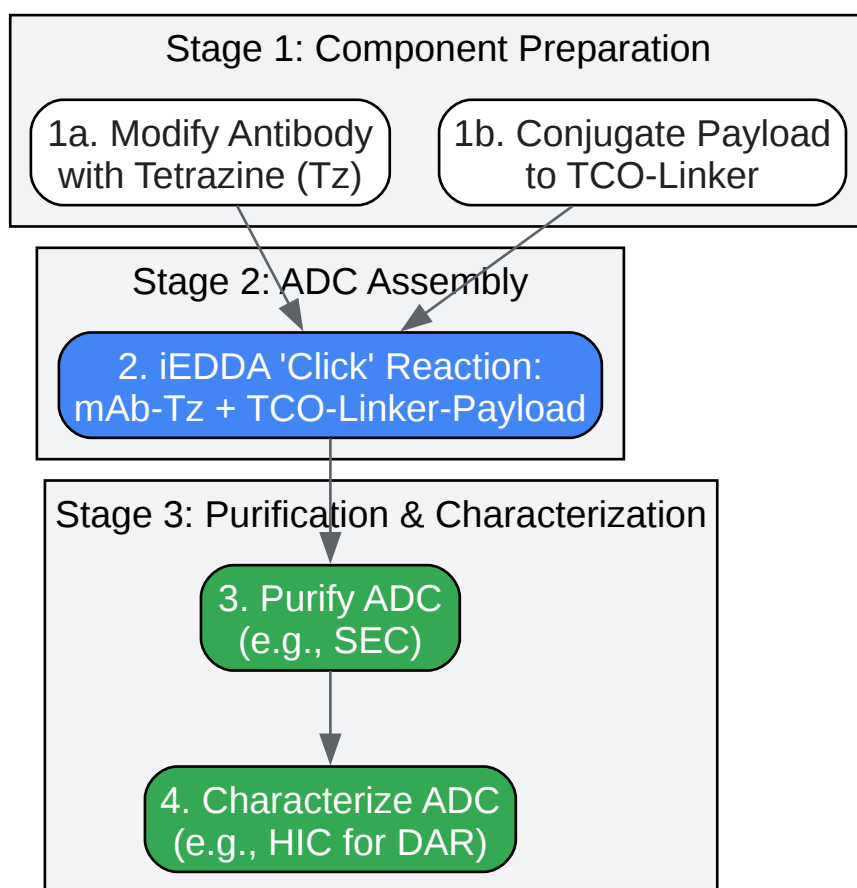 Stage 1: Component Preparation
1a. Modify Antibody
with Tetrazine (Tz)
1b. Conjugate Payload
to TCO-Linker
Stage 2: ADC Assembly
2. iEDDA 'Click' Reaction:
mAb-Tz + TCO-Linker-Payload
Stage 3: Purification & Characterization
3. Purify ADC
(e.g., SEC)
4. Characterize ADC
(e.g., HIC for DAR)